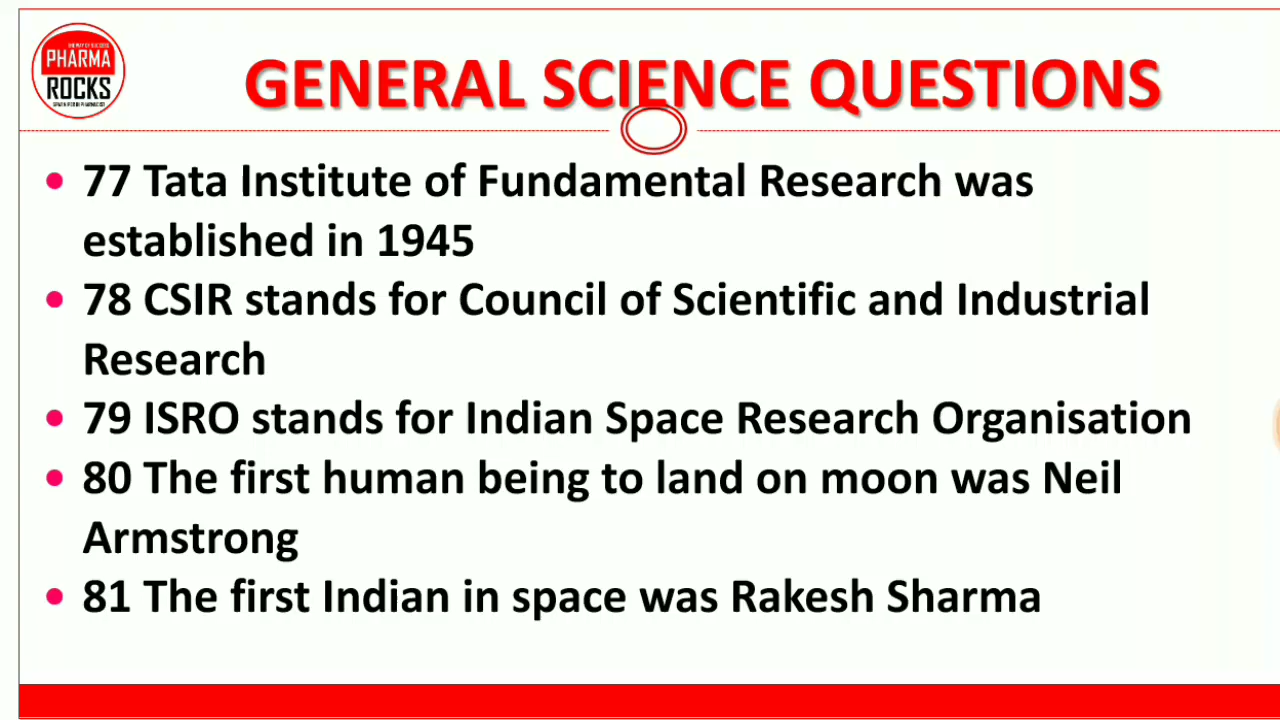 PHARMA
ROCKS
GENERAL SCIENCE QUESTIONS
• 77 Tata Institute of Fundamental Research was
established in 1945
• 78 CSIR stands for Council of Scientific and Industrial
Research
• 79 ISRO stands for Indian Space Research Organisation
• 80 The first human being to land on moon was Neil
Armstrong
• 81 The first Indian in space was Rakesh Sharma